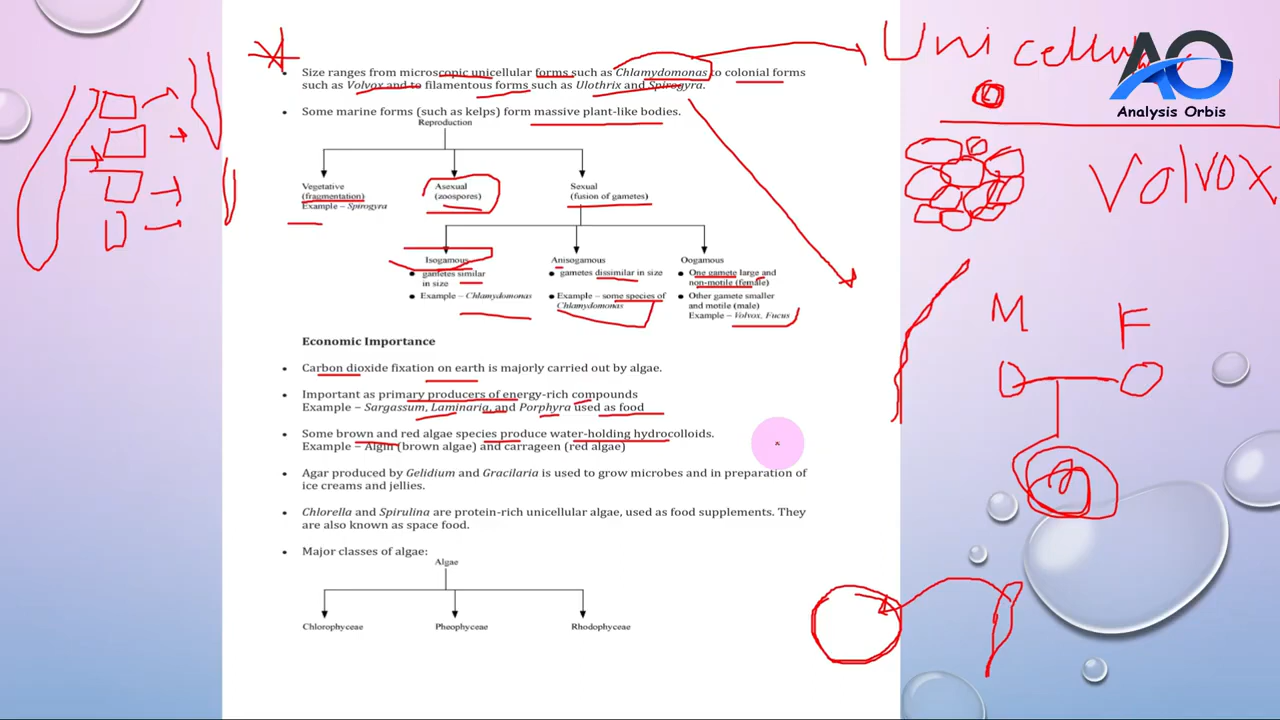 Unicellular
AO
Analysis Orbis
Size ranges from microscopic unicellular forms such as Chlamydomonas to colonial forms
such as Volvox and to filamentous forms such as Ulothrix and Spirogyra.
Some marine forms (such as kelps) form massive plant-like bodies.
Volvox
Reproduction
Vegetative
(fragmentation)
Example – Spirogyra
Asexual
(zoospores)
Sexual
(fusion of gametes)
Isogamous
gametes similar
in size
Example – Chlamydomonas
Anisogamous
gametes dissimilar in size
Example – some species of
Chlamydomonas
Oogamous
One gamete large and
non-motile (female)
Other gamete smaller
and motile (male)
Example – Volvox, Fucus
M F
Economic Importance
Carbon dioxide fixation on earth is majorly carried out by algae.
Important as primary producers of energy-rich compounds
Example – Sargassum, Laminaria, and Porphyra used as food
Some brown and red algae species produce water-holding hydrocolloids.
Example – Algin (brown algae) and carrageen (red algae)
Agar produced by Gelidium and Gracilaria is used to grow microbes and in preparation of
ice creams and jellies.
Chlorella and Spirulina are protein-rich unicellular algae, used as food supplements. They
are also known as space food.
Major classes of algae:
Algae
Chlorophyceae
Pheophyceae
Rhodophyceae